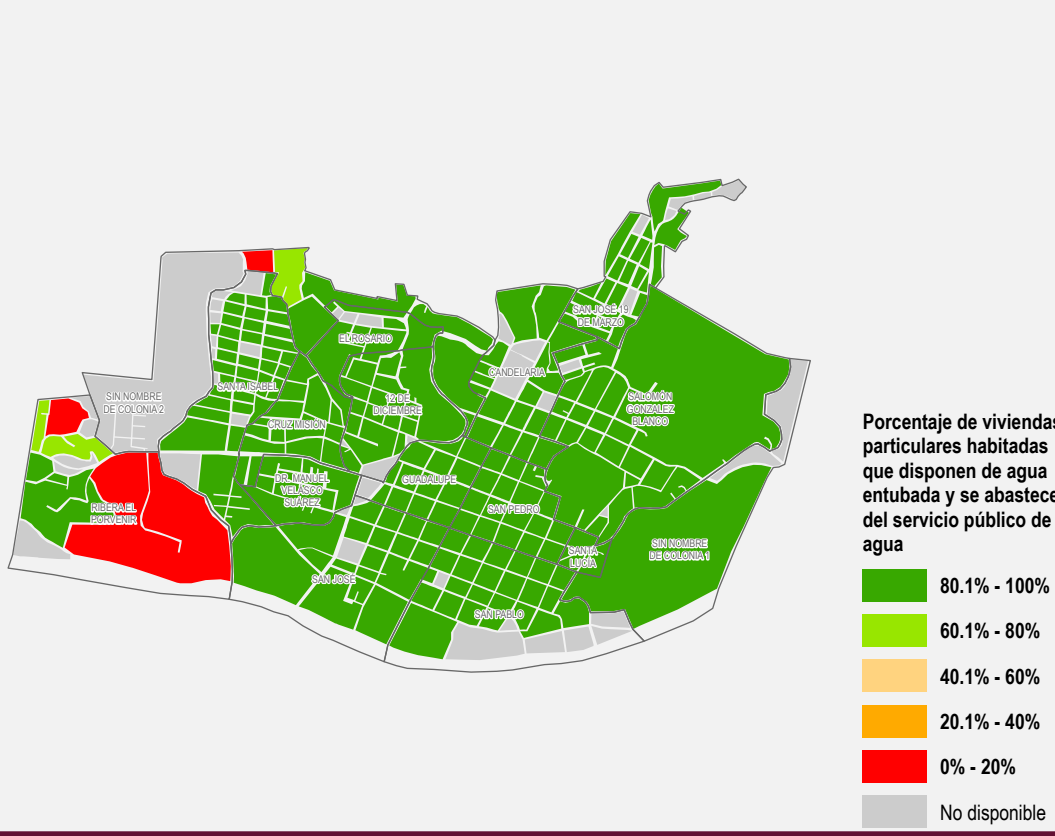 SAN JOSÉ 19
DE MARZO
EL ROSARIO
CANDELARIA
SANTA ISABEL
SIN NOMBRE
DE COLONIA 2
12 DE
DICIEMBRE
SALOMÓN
GONZÁLEZ
BLANCO
CRUZ MISIÓN
GUADALUPE
DR. MANUEL
VELASCO
SUÁREZ
RIBERA EL
PORVENIR
SAN PEDRO
SANTA
LUCÍA
SIN NOMBRE
DE COLONIA 1
SAN JOSÉ
SAN PABLO
Porcentaje de viviendas
particulares habitadas
que disponen de agua
entubada y se abastece
del servicio público de
agua
80.1% - 100%
60.1% - 80%
40.1% - 60%
20.1% - 40%
0% - 20%
No disponible